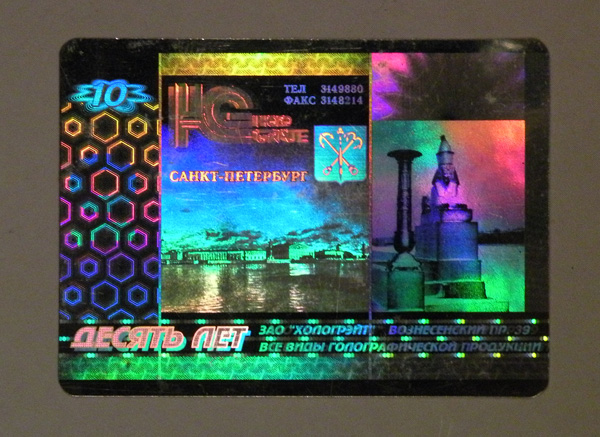 10
ТЕЛ 3149880
ФАКС 3148214
САНКТ-ПЕТЕРБУРГ
ДЕСЯТЬ ЛЕТ
ЗАО "ХОЛОГРЭЙТ" ВОЗНЕСЕНСКИЙ ПР. 39
ВСЕ ВИДЫ ГОЛОГРАФИЧЕСКОЙ ПРОДУКЦИИ